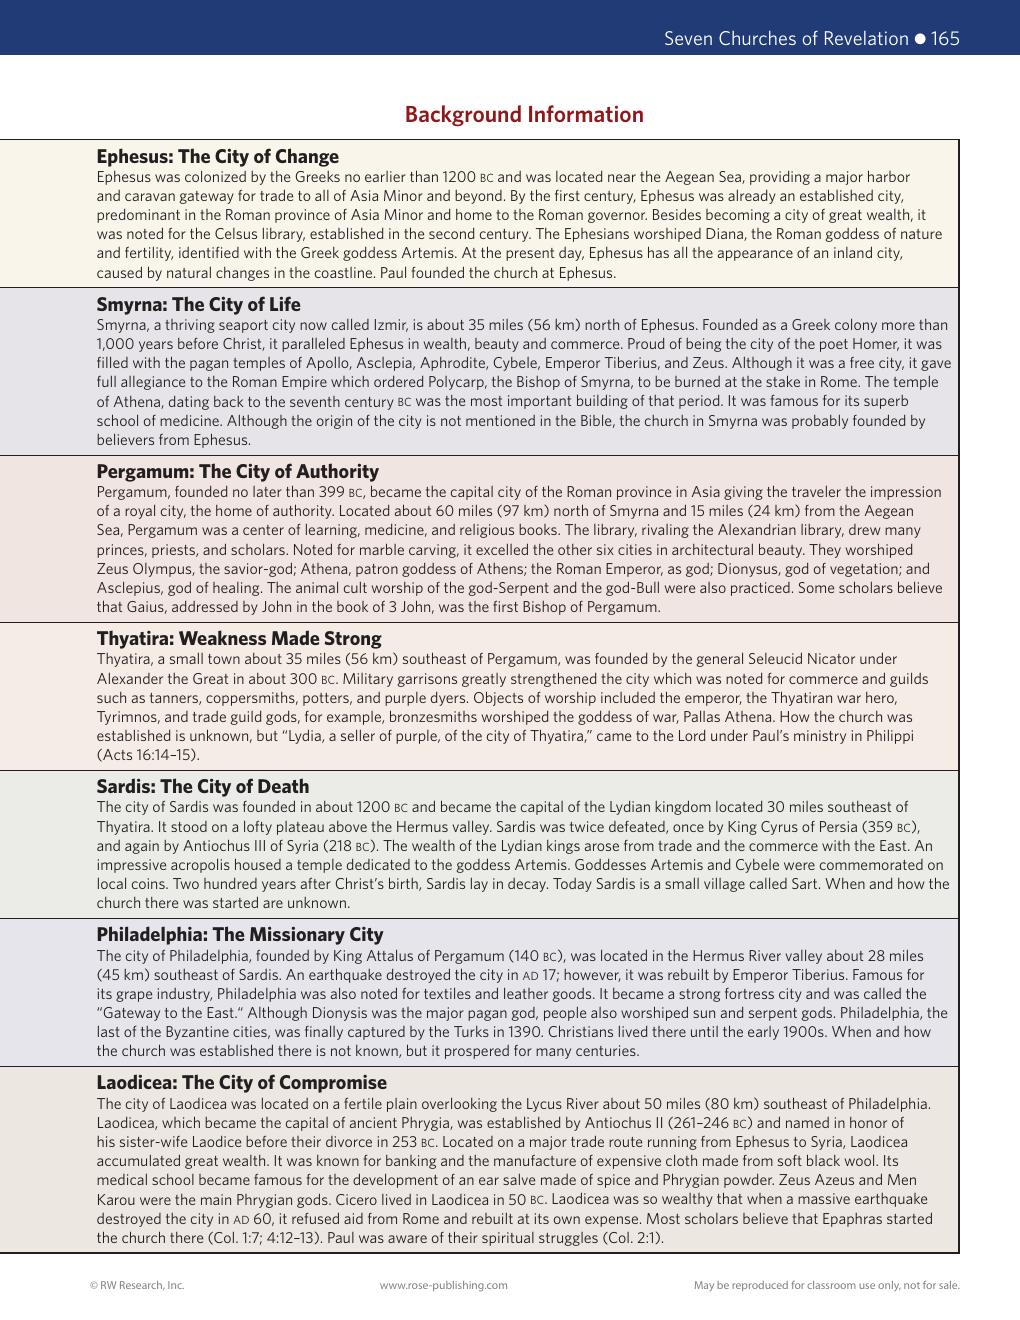 Seven Churches of Revelation ● 165
Background Information
Ephesus: The City of Change
Ephesus was colonized by the Greeks no earlier than 1200 BC and was located near the Aegean Sea, providing a major harbor
and caravan gateway for trade to all of Asia Minor and beyond. By the first century, Ephesus was already an established city,
predominant in the Roman province of Asia Minor and home to the Roman governor. Besides becoming a city of great wealth, it
was noted for the Celsus library, established in the second century. The Ephesians worshiped Diana, the Roman goddess of nature
and fertility, identified with the Greek goddess Artemis. At the present day, Ephesus has all the appearance of an inland city,
caused by natural changes in the coastline. Paul founded the church at Ephesus.
Smyrna: The City of Life
Smyrna, a thriving seaport city now called Izmir, is about 35 miles (56 km) north of Ephesus. Founded as a Greek colony more than
1,000 years before Christ, it paralleled Ephesus in wealth, beauty and commerce. Proud of being the city of the poet Homer, it was
filled with the pagan temples of Apollo, Asclepia, Aphrodite, Cybele, Emperor Tiberius, and Zeus. Although it was a free city, it gave
full allegiance to the Roman Empire which ordered Polycarp, the Bishop of Smyrna, to be burned at the stake in Rome. The temple
of Athena, dating back to the seventh century BC was the most important building of that period. It was famous for its superb
school of medicine. Although the origin of the city is not mentioned in the Bible, the church in Smyrna was probably founded by
believers from Ephesus.
Pergamum: The City of Authority
Pergamum, founded no later than 399 BC, became the capital city of the Roman province in Asia giving the traveler the impression
of a royal city, the home of authority. Located about 60 miles (97 km) north of Smyrna and 15 miles (24 km) from the Aegean
Sea, Pergamum was a center of learning, medicine, and religious books. The library, rivaling the Alexandrian library, drew many
princes, priests, and scholars. Noted for marble carving, it excelled the other six cities in architectural beauty. They worshiped
Zeus Olympus, the savior-god; Athena, patron goddess of Athens; the Roman Emperor, as god; Dionysus, god of vegetation; and
Asclepius, god of healing. The animal cult worship of the god-Serpent and the god-Bull were also practiced. Some scholars believe
that Gaius, addressed by John in the book of 3 John, was the first Bishop of Pergamum.
Thyatira: Weakness Made Strong
Thyatira, a small town about 35 miles (56 km) southeast of Pergamum, was founded by the general Seleucid Nicator under
Alexander the Great in about 300 BC. Military garrisons greatly strengthened the city which was noted for commerce and guilds
such as tanners, coppersmiths, potters, and purple dyers. Objects of worship included the emperor, the Thyatiran war hero,
Tyrimnos, and trade guild gods, for example, bronzesmiths worshiped the goddess of war, Pallas Athena. How the church was
established is unknown, but “Lydia, a seller of purple, of the city of Thyatira,” came to the Lord under Paul’s ministry in Philippi
(Acts 16:14–15).
Sardis: The City of Death
The city of Sardis was founded in about 1200 BC and became the capital of the Lydian kingdom located 30 miles southeast of
Thyatira. It stood on a lofty plateau above the Hermus valley. Sardis was twice defeated, once by King Cyrus of Persia (359 BC),
and again by Antiochus III of Syria (218 BC). The wealth of the Lydian kings arose from trade and the commerce with the East. An
impressive acropolis housed a temple dedicated to the goddess Artemis. Goddesses Artemis and Cybele were commemorated on
local coins. Two hundred years after Christ’s birth, Sardis lay in decay. Today Sardis is a small village called Sart. When and how the
church there was started are unknown.
Philadelphia: The Missionary City
The city of Philadelphia, founded by King Attalus of Pergamum (140 BC), was located in the Hermus River valley about 28 miles
(45 km) southeast of Sardis. An earthquake destroyed the city in AD 17; however, it was rebuilt by Emperor Tiberius. Famous for
its grape industry, Philadelphia was also noted for textiles and leather goods. It became a strong fortress city and was called the
“Gateway to the East.“ Although Dionysis was the major pagan god, people also worshiped sun and serpent gods. Philadelphia, the
last of the Byzantine cities, was finally captured by the Turks in 1390. Christians lived there until the early 1900s. When and how
the church was established there is not known, but it prospered for many centuries.
Laodicea: The City of Compromise
The city of Laodicea was located on a fertile plain overlooking the Lycus River about 50 miles (80 km) southeast of Philadelphia.
Laodicea, which became the capital of ancient Phrygia, was established by Antiochus II (261–246 BC) and named in honor of
his sister-wife Laodice before their divorce in 253 BC. Located on a major trade route running from Ephesus to Syria, Laodicea
accumulated great wealth. It was known for banking and the manufacture of expensive cloth made from soft black wool. Its
medical school became famous for the development of an ear salve made of spice and Phrygian powder. Zeus Azeus and Men
Karou were the main Phrygian gods. Cicero lived in Laodicea in 50 BC. Laodicea was so wealthy that when a massive earthquake
destroyed the city in AD 60, it refused aid from Rome and rebuilt at its own expense. Most scholars believe that Epaphras started
the church there (Col. 1:7; 4:12–13). Paul was aware of their spiritual struggles (Col. 2:1).
© RW Research, Inc. www.rose-publishing.com May be reproduced for classroom use only, not for sale.